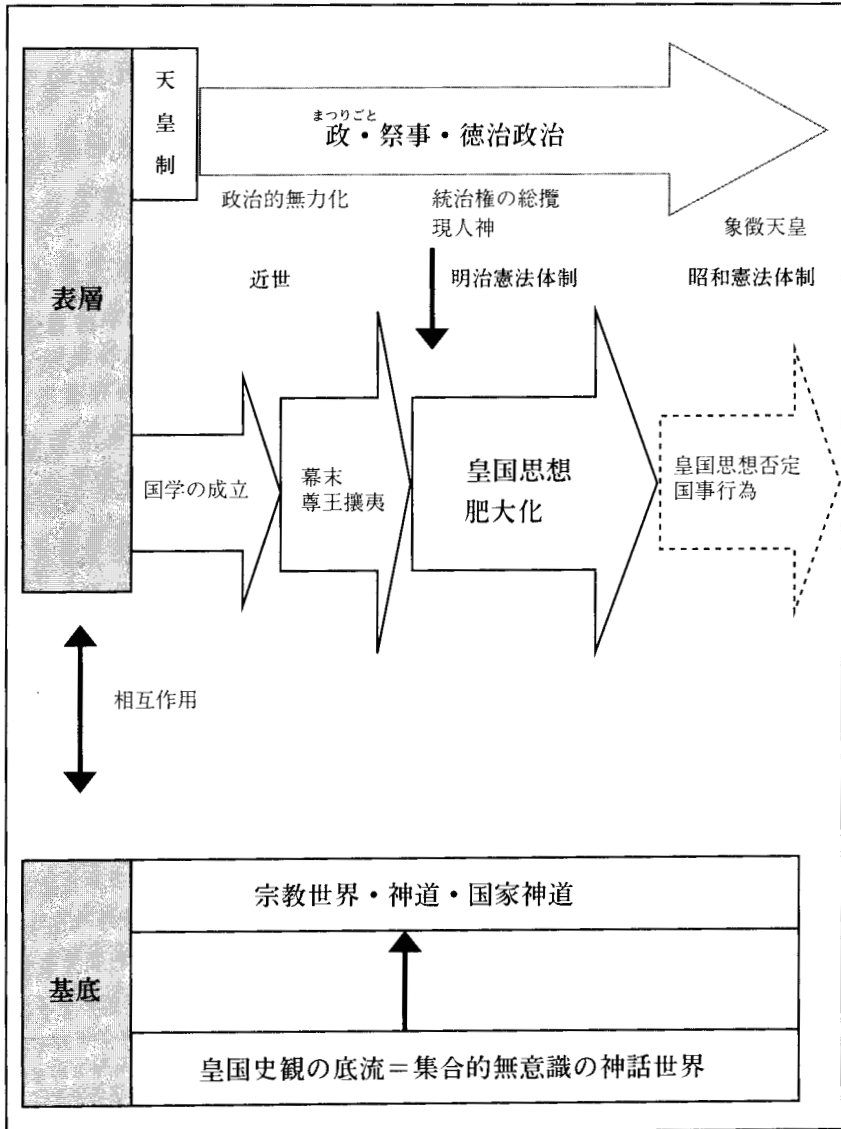 表層
天皇制
まつりごと
政・祭事・徳治政治
政治的無力化
統治権の総攬
現人神
象徴天皇
近世
明治憲法体制
昭和憲法体制
国学の成立
幕末
尊王攘夷
皇国思想
肥大化
皇国思想否定
国事行為
相互作用
基底
宗教世界・神道・国家神道
皇国史観の底流＝集合的無意識の神話世界